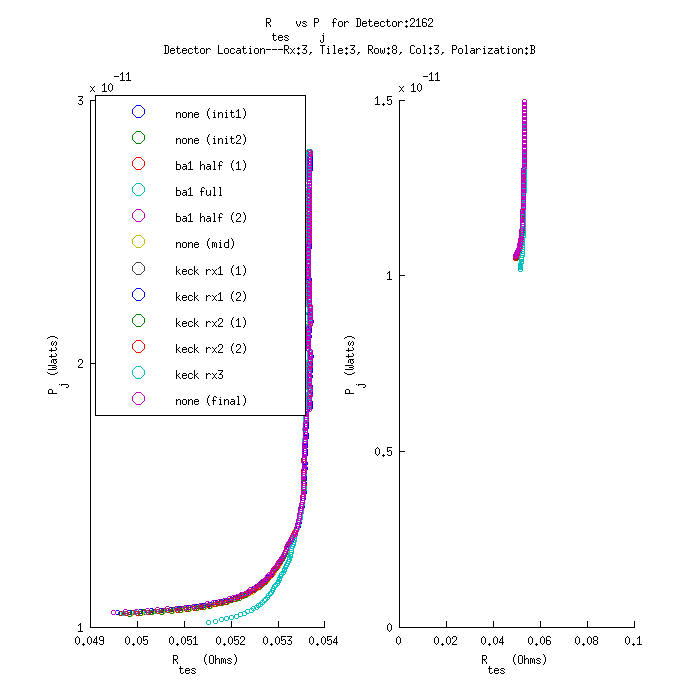 R tes vs P j for Detector:2162
Detector Location---Rx:3, Tile:3, Row:8, Col:3, Polarization:B
x 10 -11
3
2
1
P j (Watts)
none (init1)
none (init2)
ba1 half (1)
ba1 full
ba1 half (2)
none (mid)
keck rx1 (1)
keck rx1 (2)
keck rx2 (1)
keck rx2 (2)
keck rx3
none (final)
0.049 0.05 0.051 0.052 0.053 0.054
R tes (Ohms)
x 10 -11
1.5
1
0.5
0
P j (Watts)
0 0.02 0.04 0.06 0.08 0.1
R tes (Ohms)